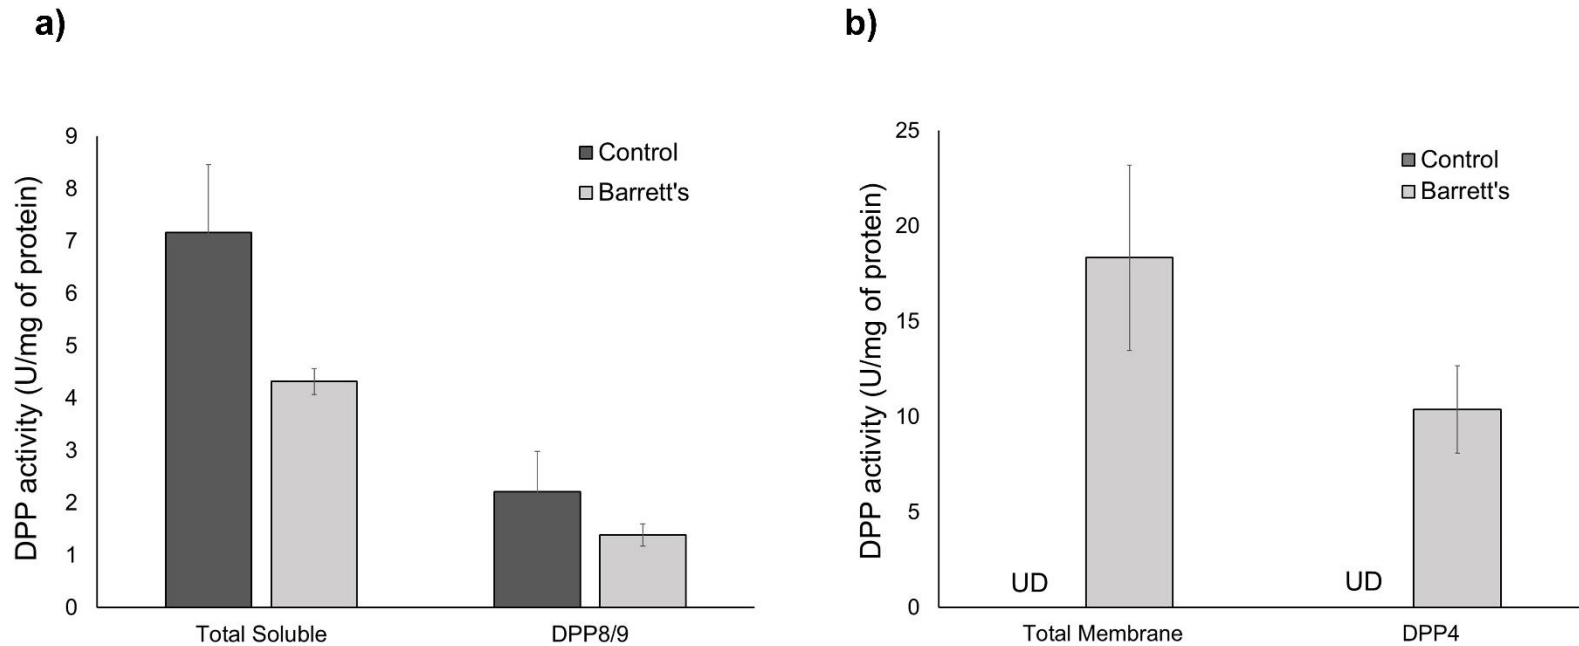 a)
DPP activity (U/mg of protein)
9
8
7
6
5
4
3
2
1
0
Control
Barrett's
Total Soluble
DPP8/9
b)
DPP activity (U/mg of protein)
25
20
15
10
5
0
Control
Barrett's
UD
UD
Total Membrane
DPP4